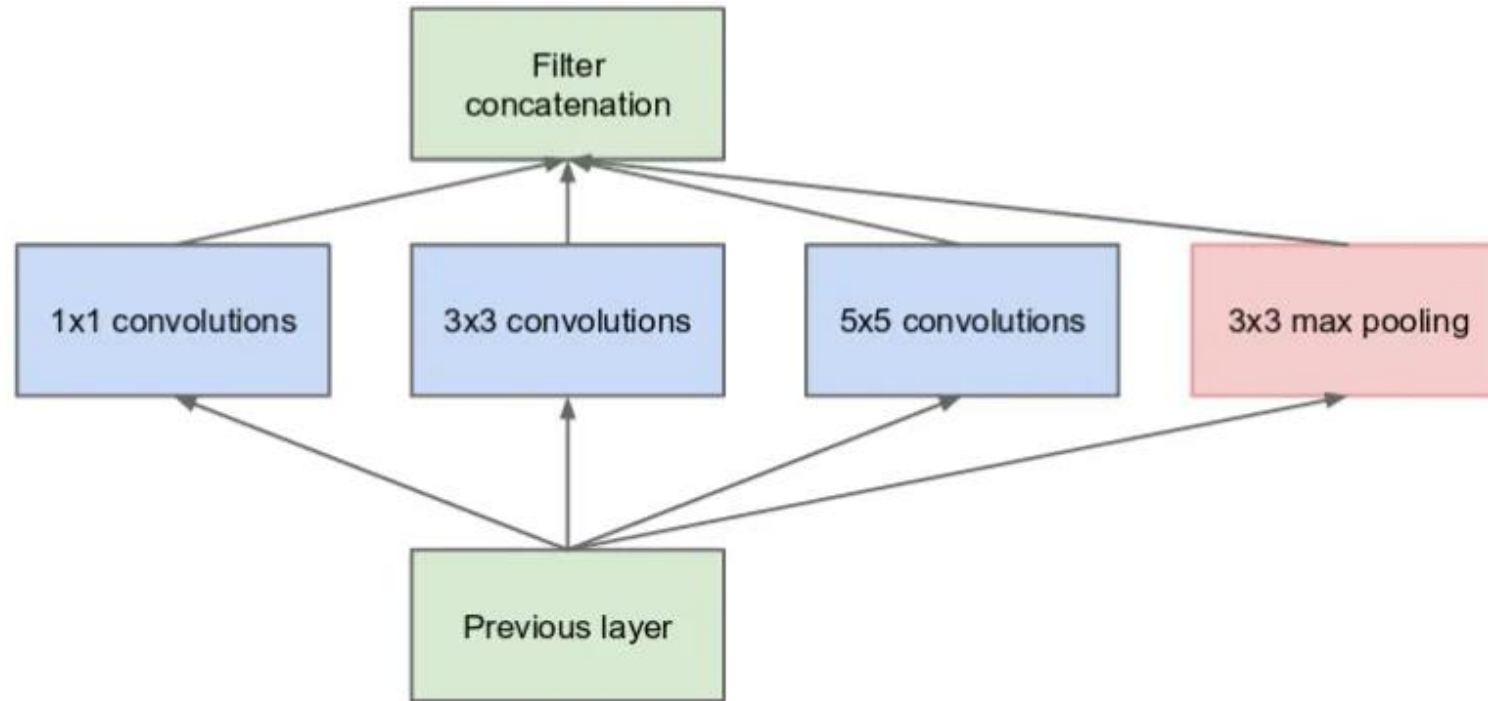 Filter
concatenation
1x1 convolutions
3x3 convolutions
5x5 convolutions
3x3 max pooling
Previous layer